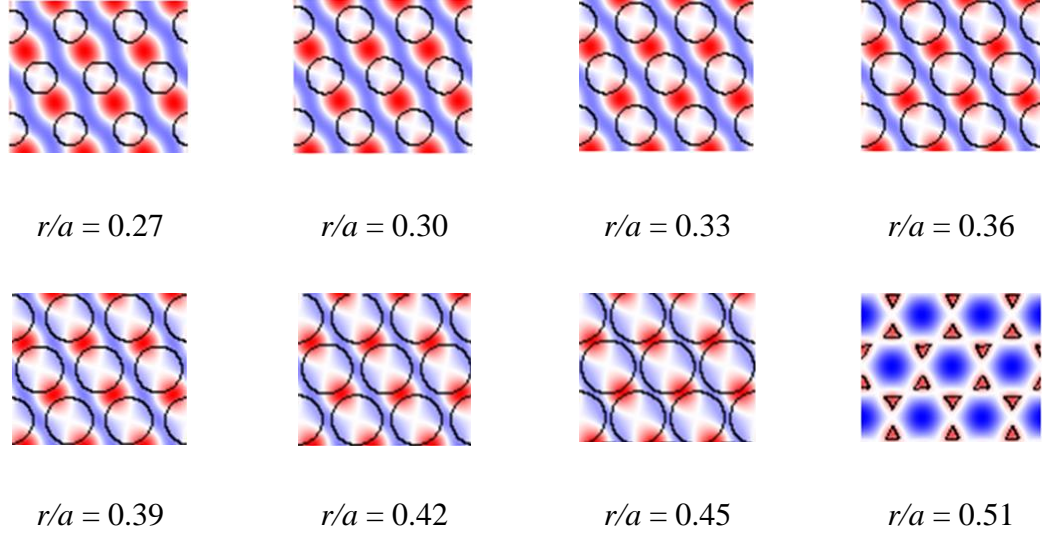 r/a = 0.27
r/a = 0.30
r/a = 0.33
r/a = 0.36
r/a = 0.39
r/a = 0.42
r/a = 0.45
r/a = 0.51